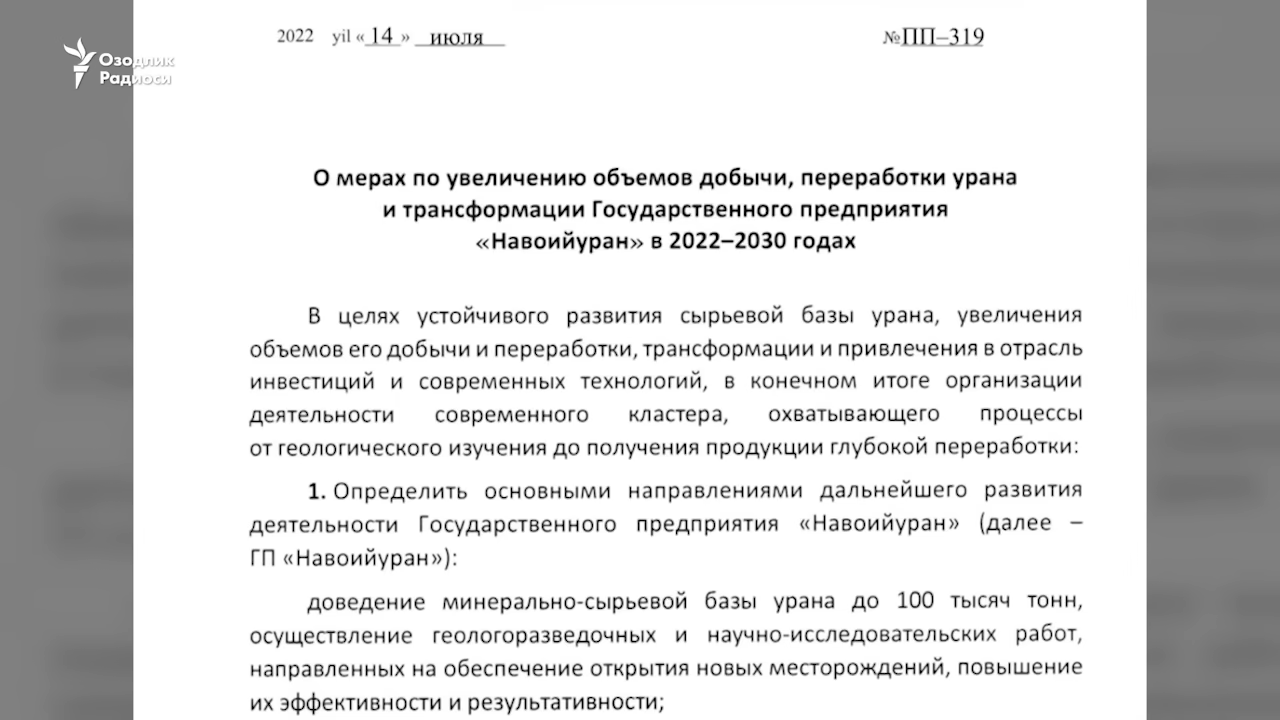 Озодлик
Радиоси
2022 yil « 14 » июля №ПП–319
О мерах по увеличению объемов добычи, переработки урана
и трансформации Государственного предприятия
«Навоийуран» в 2022–2030 годах
В целях устойчивого развития сырьевой базы урана, увеличения
объемов его добычи и переработки, трансформации и привлечения в отрасль
инвестиций и современных технологий, в конечном итоге организации
деятельности современного кластера, охватывающего процессы
от геологического изучения до получения продукции глубокой переработки:
1. Определить основными направлениями дальнейшего развития
деятельности Государственного предприятия «Навоийуран» (далее –
ГП «Навоийуран»):
доведение минерально-сырьевой базы урана до 100 тысяч тонн,
осуществление геологоразведочных и научно-исследовательских работ,
направленных на обеспечение открытия новых месторождений, повышение
их эффективности и результативности;